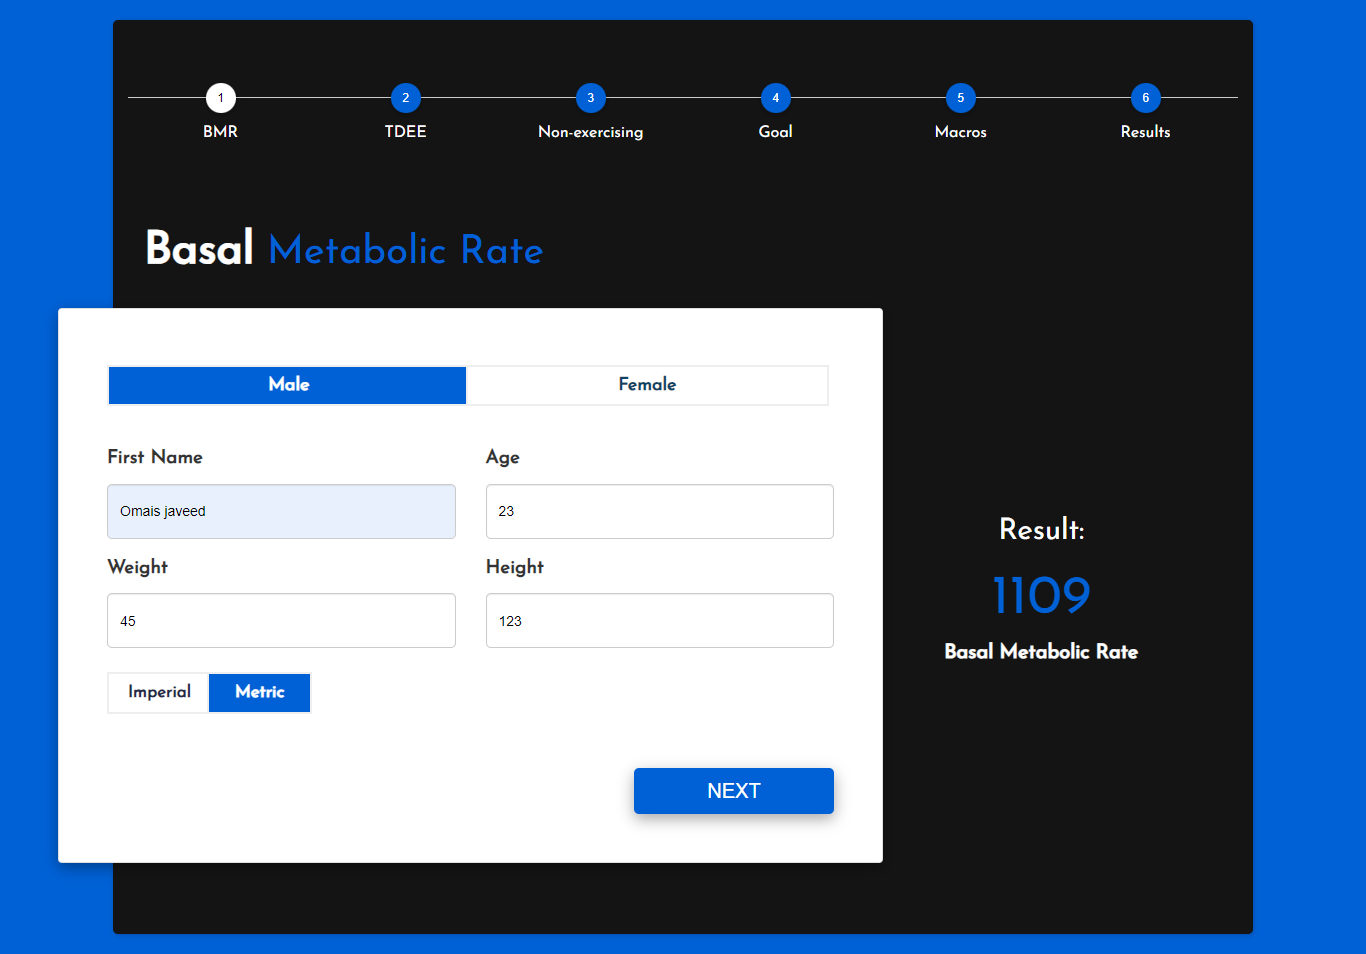 1 2 3 4 5 6
BMR TDEE Non-exercising Goal Macros Results
Basal Metabolic Rate
Male Female
First Name Age
Omais javeed 23
Weight Height
45 123
Imperial Metric
NEXT
Result:
1109
Basal Metabolic Rate